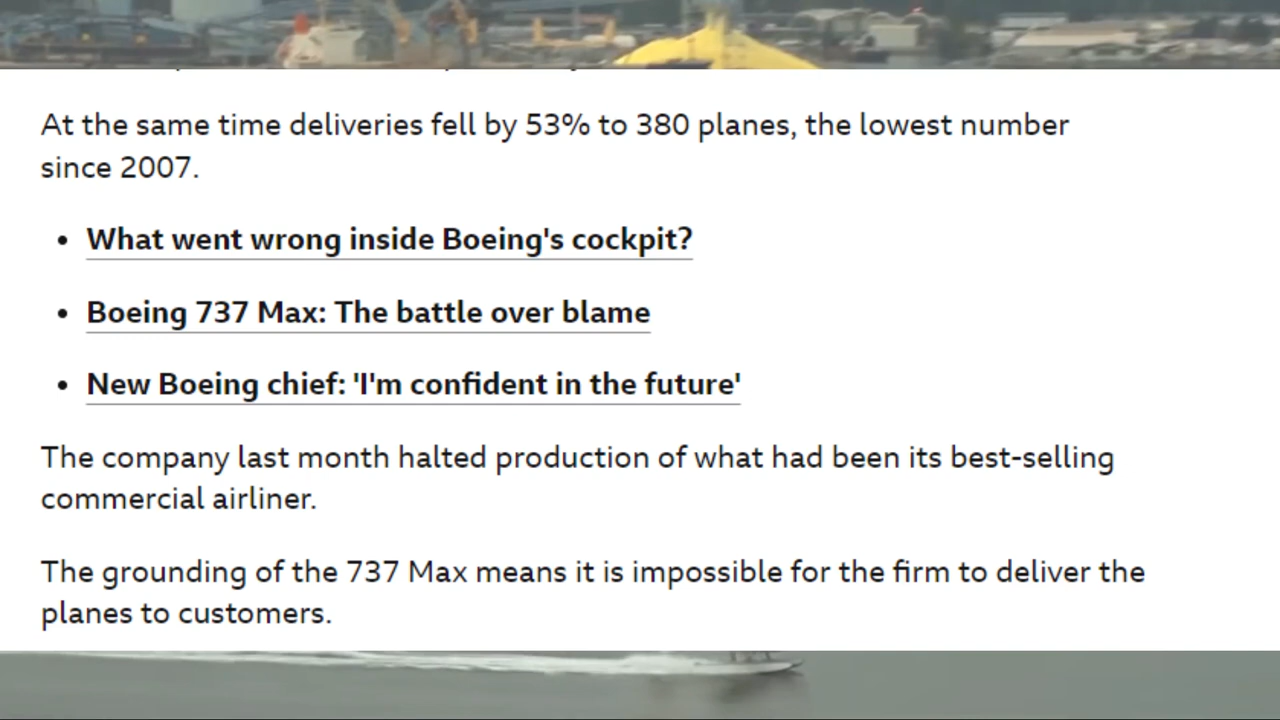 At the same time deliveries fell by 53% to 380 planes, the lowest number
since 2007.
• What went wrong inside Boeing's cockpit?
• Boeing 737 Max: The battle over blame
• New Boeing chief: 'I'm confident in the future'
The company last month halted production of what had been its best-selling
commercial airliner.
The grounding of the 737 Max means it is impossible for the firm to deliver the
planes to customers.